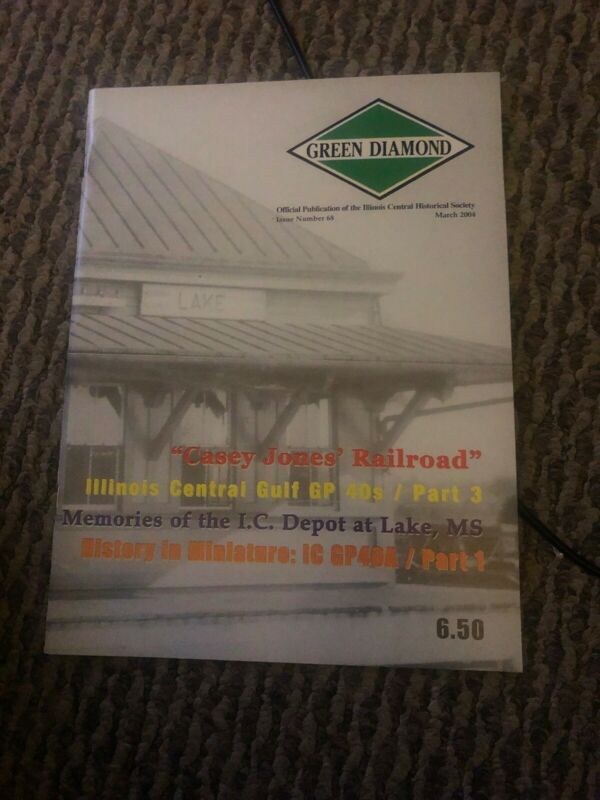 GREEN DIAMOND
Official Publication of the Illinois Central Historical Society
Issue Number 68 March 2004
LAKE
"Casey Jones' Railroad"
Illinois Central Gulf GP 40s / Part 3
Memories of the I.C. Depot at Lake, MS
History in Miniature: IC GP40A / Part 1
6.50